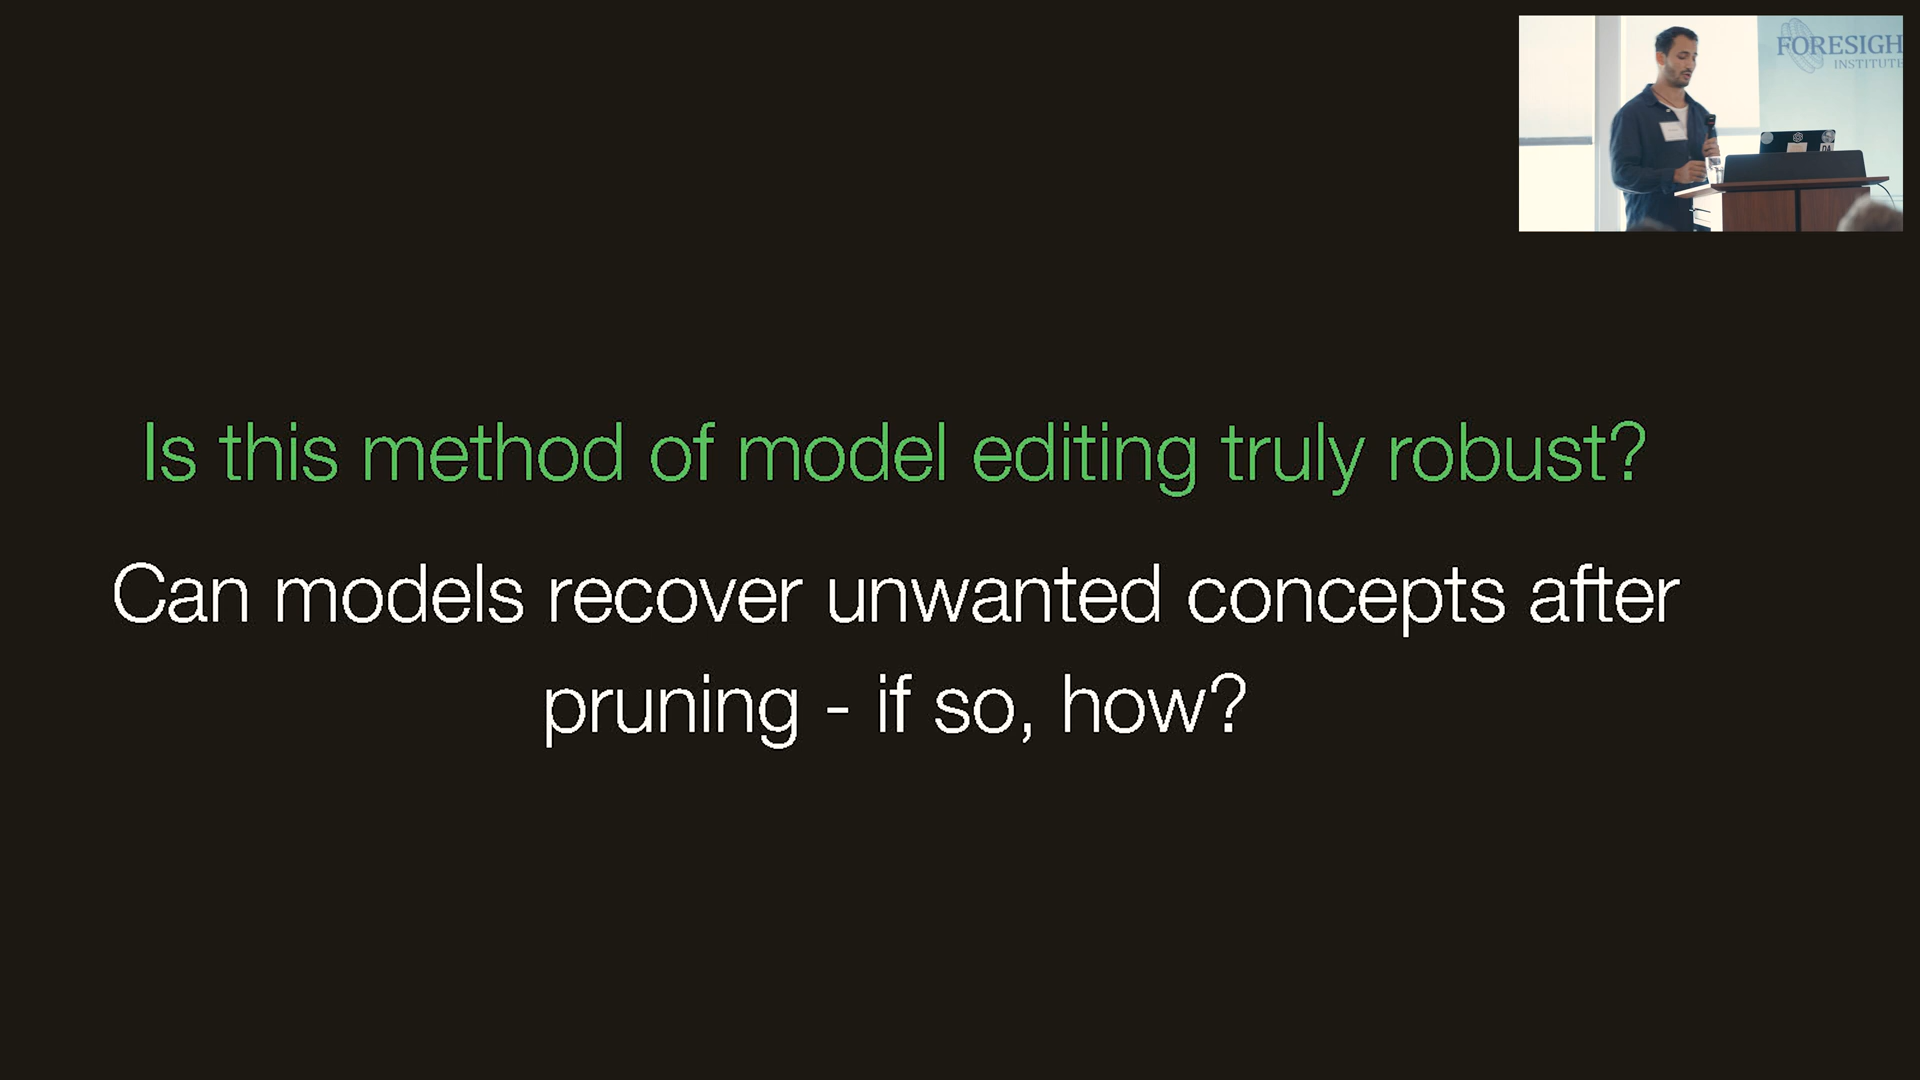 FORESIGH
INSTITUTE
Is this method of model editing truly robust?
Can models recover unwanted concepts after
pruning - if so, how?